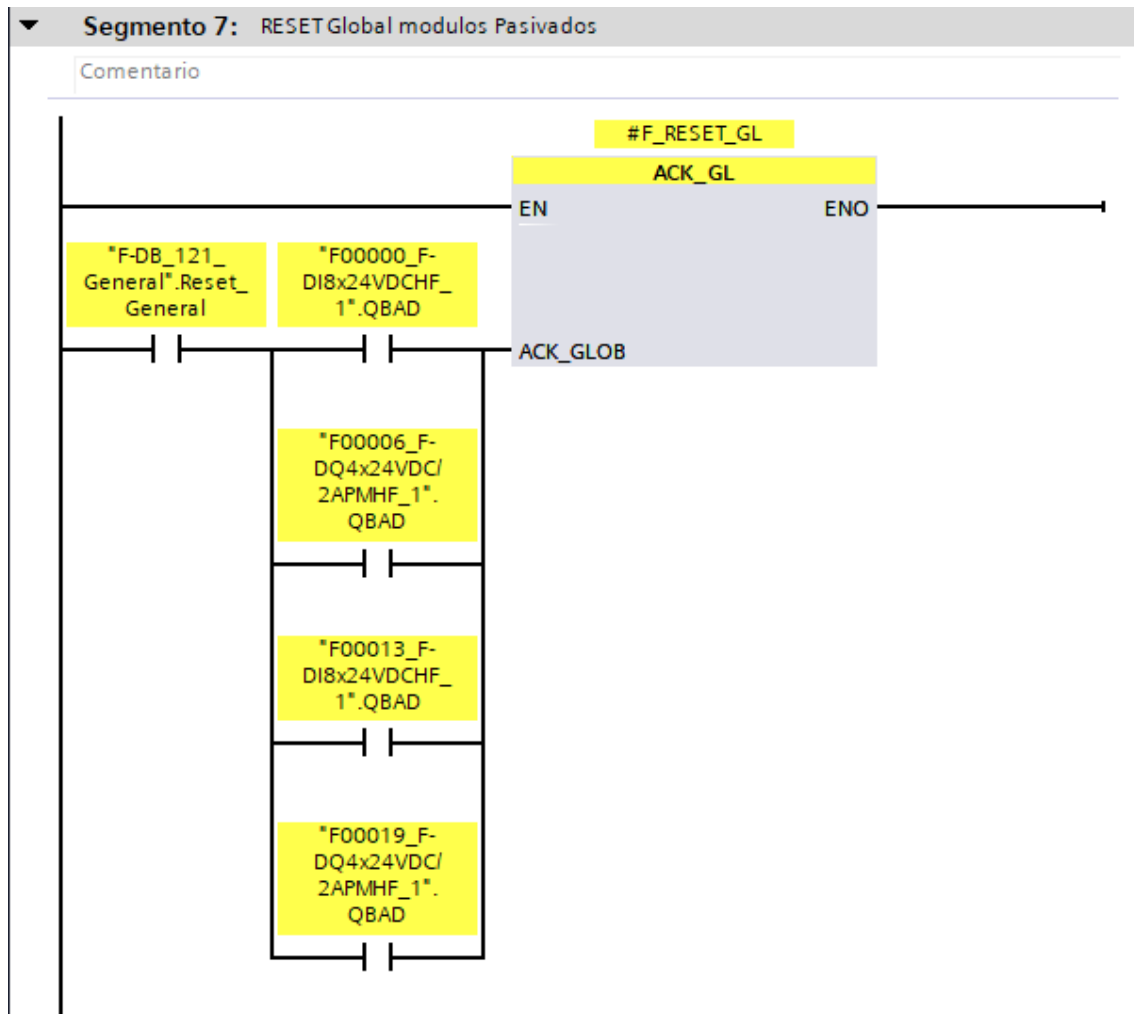 Segmento 7: RESET Global modulos Pasivados
Comentario
#F_RESET_GL
ACK_GL
EN ENO
"F-DB_121_
General".Reset_
General
"F00000_F-
DI8x24VDCHF_
1".QBAD
ACK_GLOB
"F00006_F-
DQ4x24VDC/
2APMHF_1".
QBAD
"F00013_F-
DI8x24VDCHF_
1".QBAD
"F00019_F-
DQ4x24VDC/
2APMHF_1".
QBAD